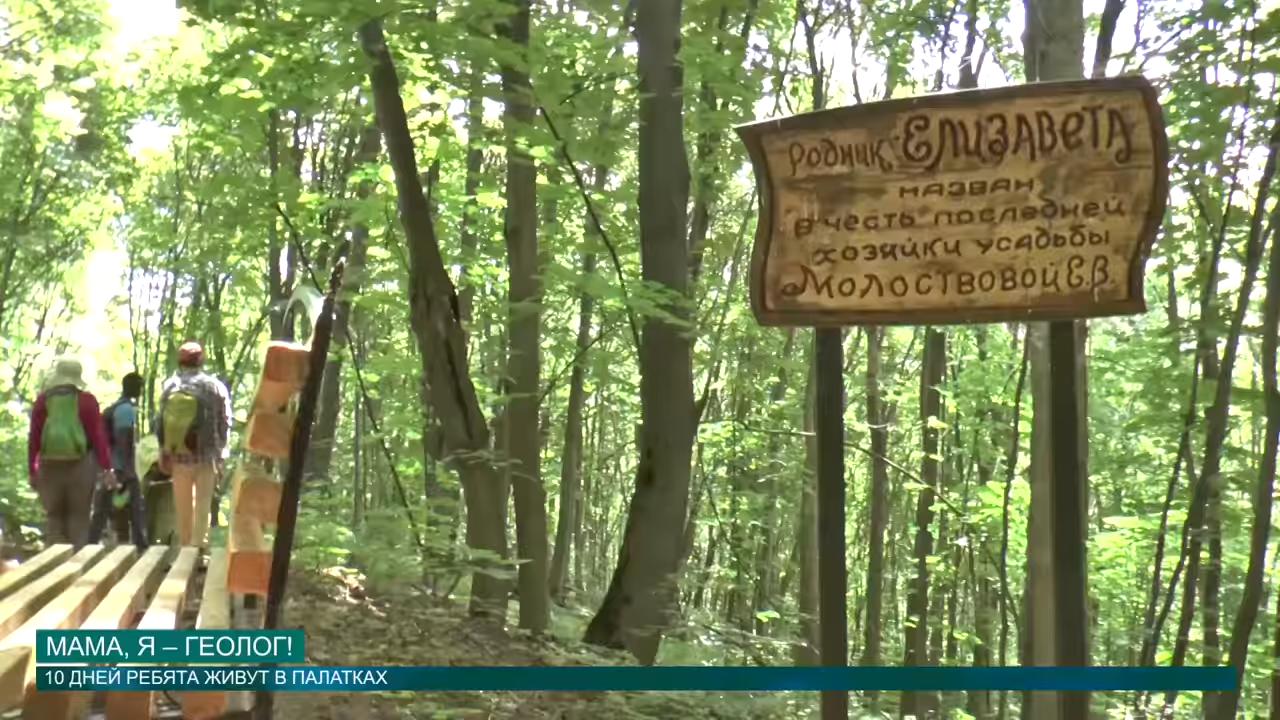 родник ЕЛИЗАВЕТА
НАЗВАН
в честь последней
хозяйки усадьбы
Молоствовой Е.В.
МАМА, Я – ГЕОЛОГ!
10 ДНЕЙ РЕБЯТА ЖИВУТ В ПАЛАТКАХ